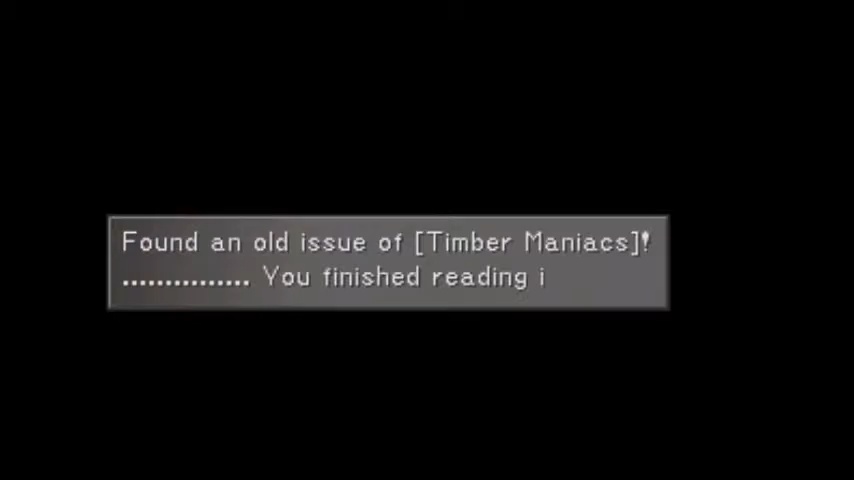 Found an old issue of [Timber Maniacs]!
............... You finished reading i